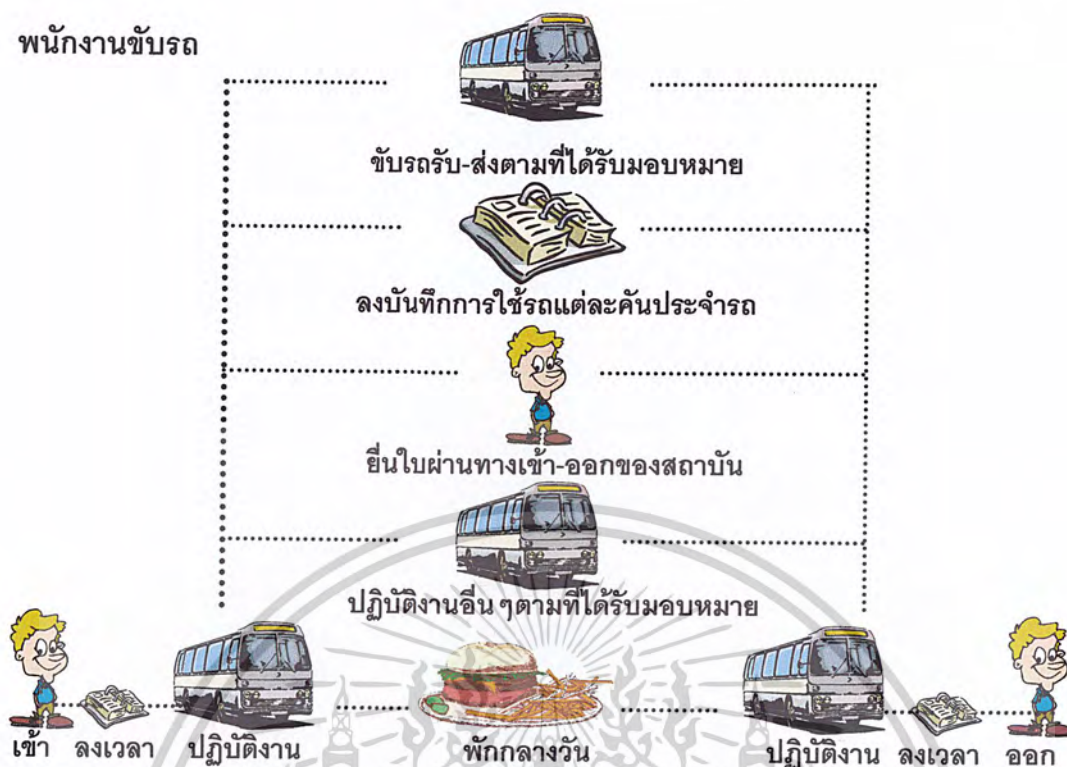 พนักงานขับรถ
ขับรถรับ-ส่งตามที่ได้รับมอบหมาย
ลงบันทึกการใช้รถแต่ละคันประจำรถ
ยื่นใบผ่านทางเข้า-ออกของสถาบัน
ปฏิบัติงานอื่น ๆตามที่ได้รับมอบหมาย
เข้า ลงเวลา ปฏิบัติงาน พักกลางวัน ปฏิบัติงาน ลงเวลา ออก